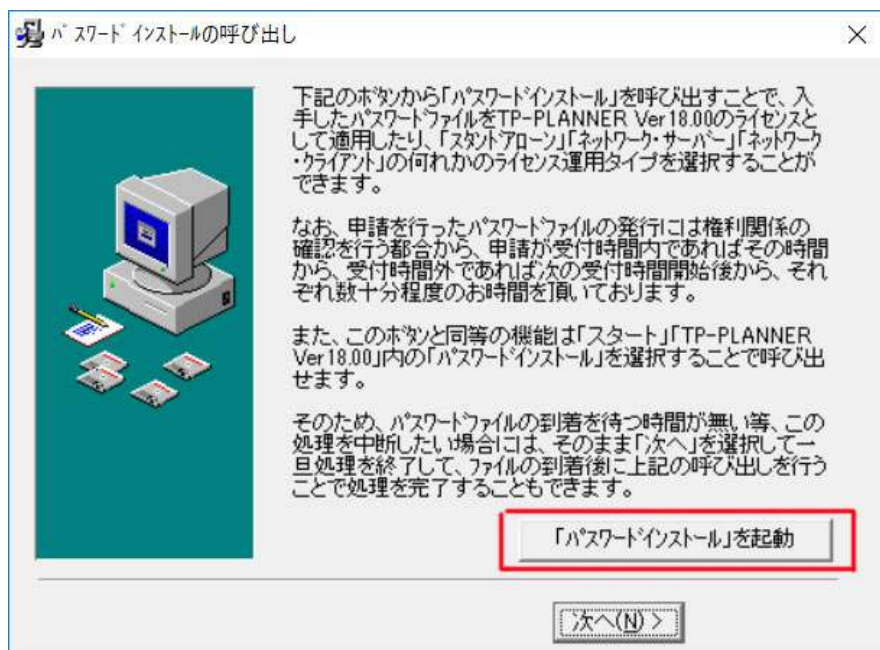 パスワードインストールの呼び出し
下記のボタンから「パスワードインストール」を呼び出すことで、入
手したパスワードファイルをTP-PLANNER Ver18.00のライセンスと
して適用したり、「スタンドアローン」「ネットワーク・サーバー」「ネットワーク
・クライアント」の何れかのライセンス運用タイプを選択することが
できます。
なお、申請を行ったパスワードファイルの発行には権利関係の
確認を行う都合から、申請が受付時間内であればその時間
から、受付時間外であれば次の受付時間開始後から、それ
ぞれ数十分程度のお時間を頂いております。
また、このボタンと同等の機能は「スタート」「TP-PLANNER
Ver18.00」内の「パスワードインストール」を選択することで呼び出
せます。
そのため、パスワードファイルの到着を待つ時間が無い等、この
処理を中断したい場合には、そのまま「次へ」を選択して一
旦処理を終了して、ファイルの到着後に上記の呼び出しを行う
ことで処理を完了することもできます。
「パスワードインストール」を起動
次へ(N) >